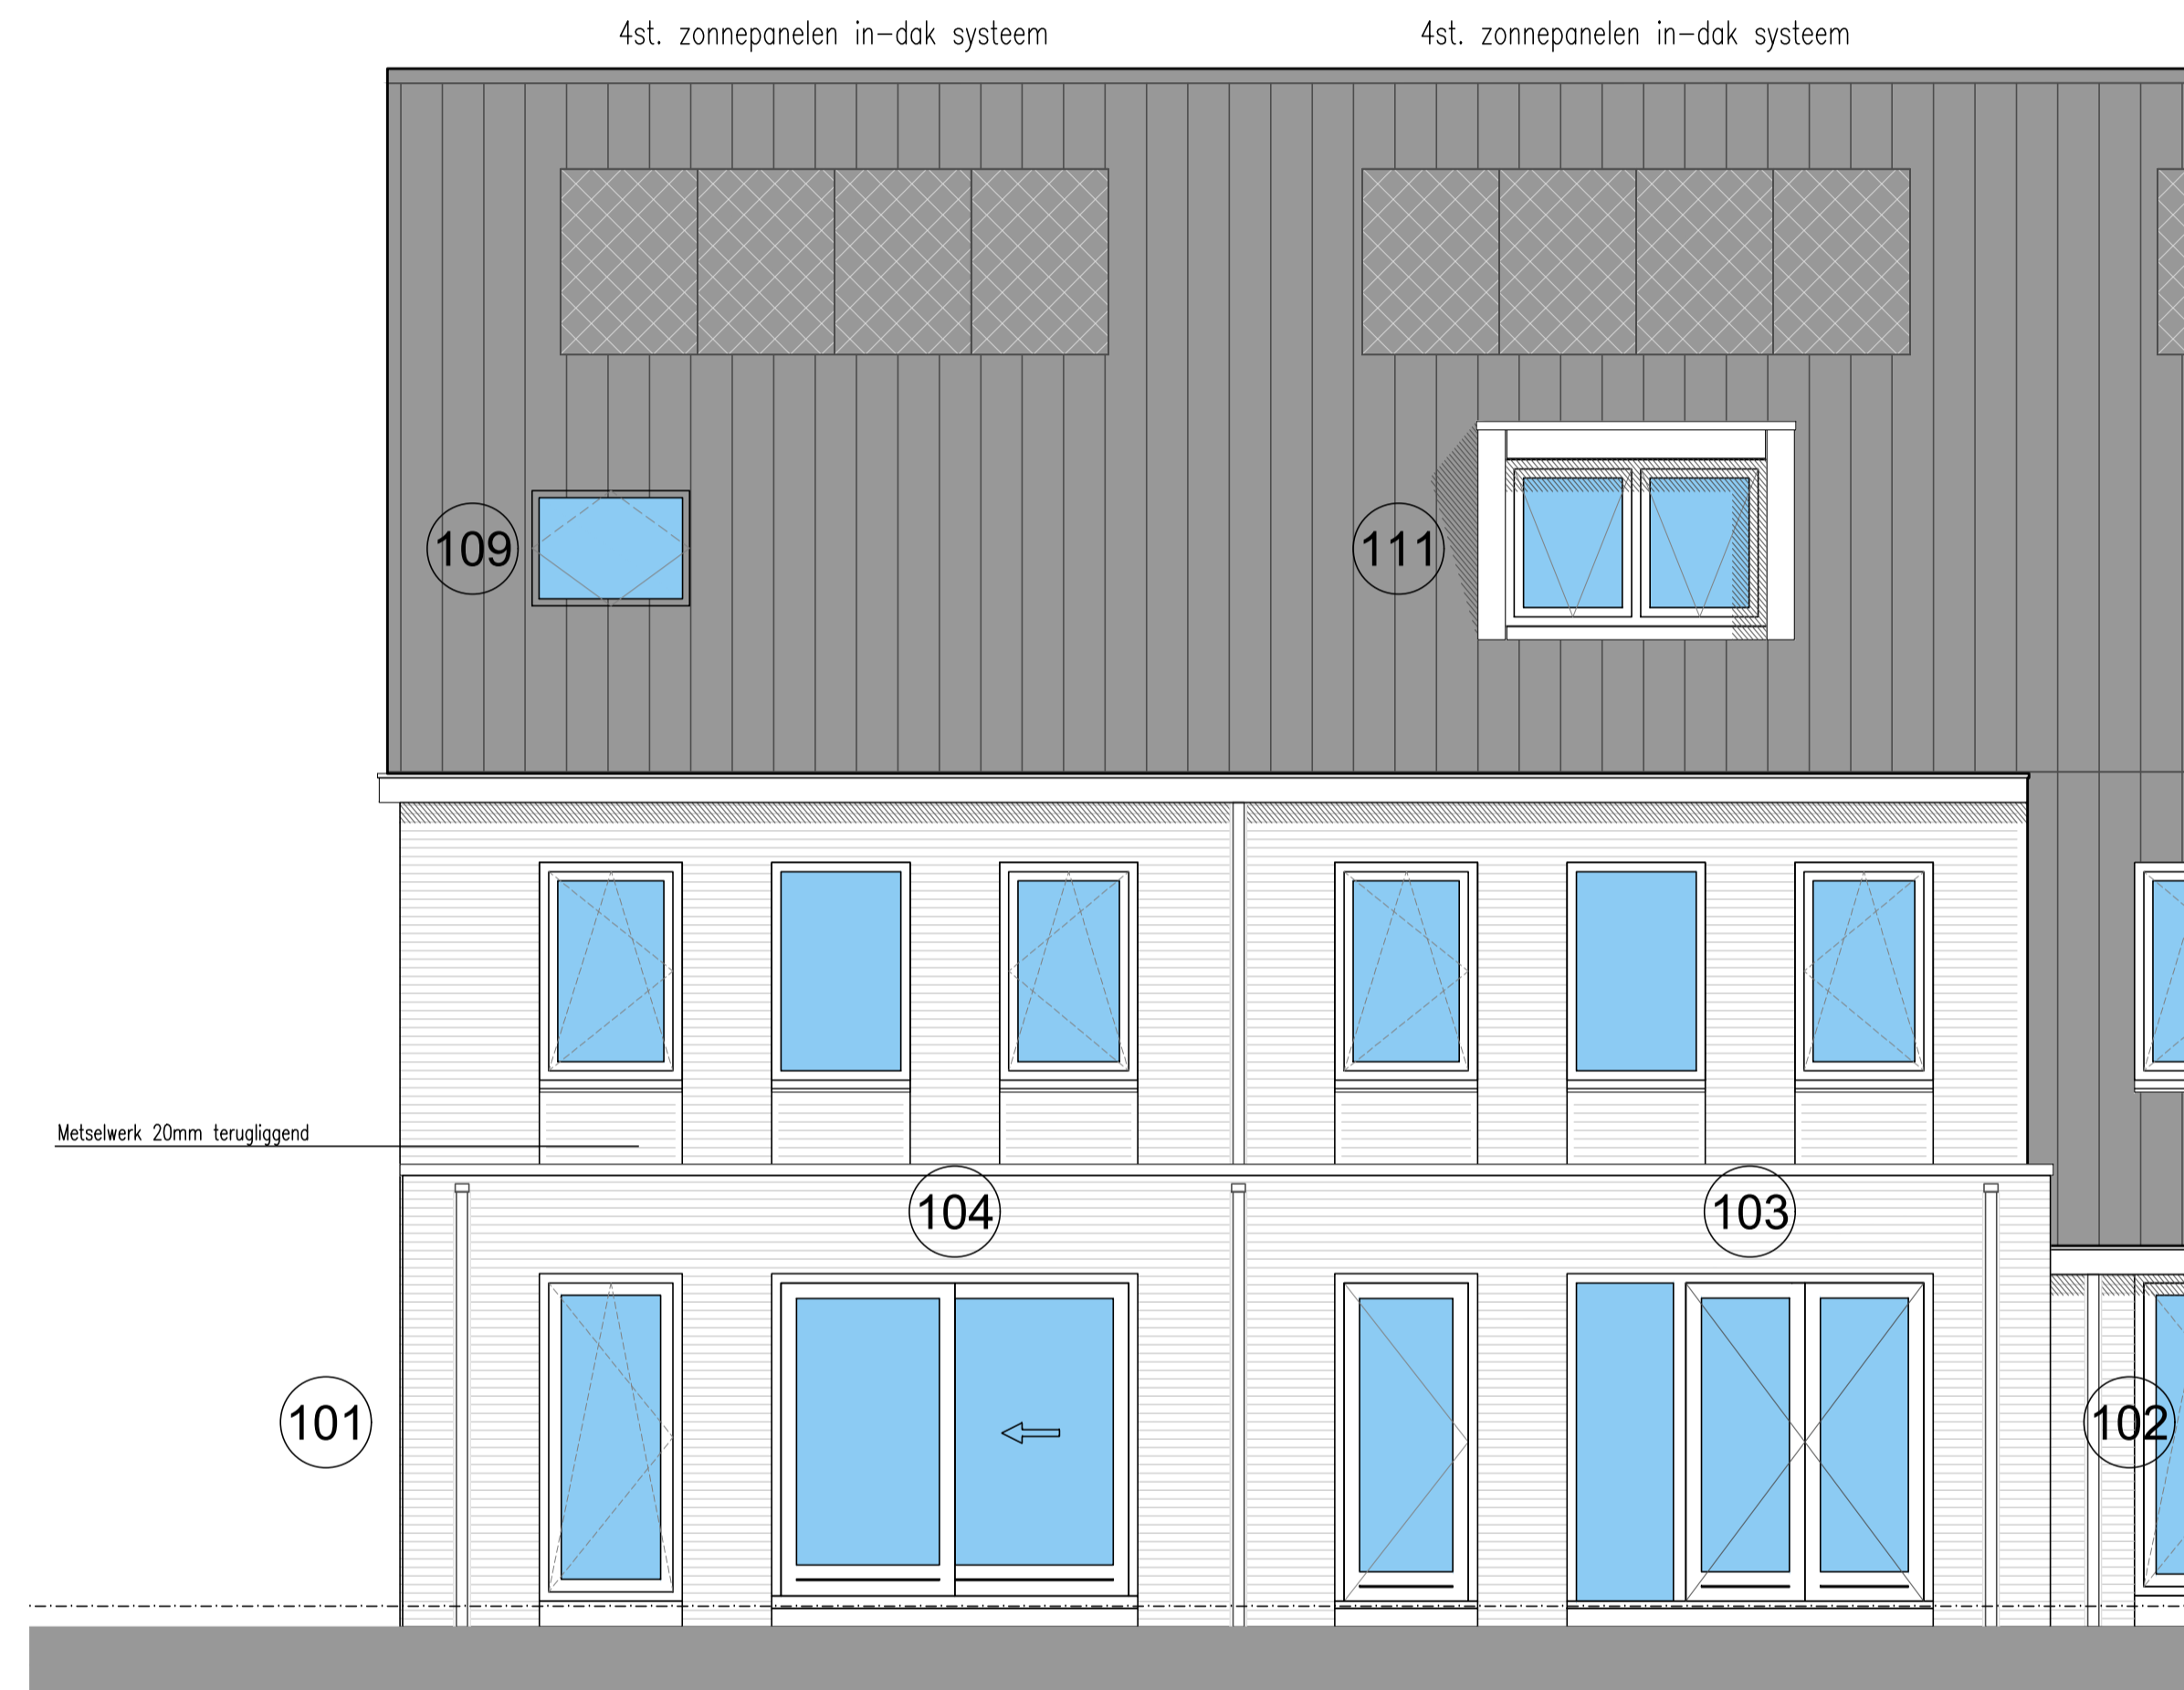 4st. zonnepanelen in-dak systeem
4st. zonnepanelen in-dak systeem
109
111
Metselwerk 20mm terugliggend
104
103
101
102